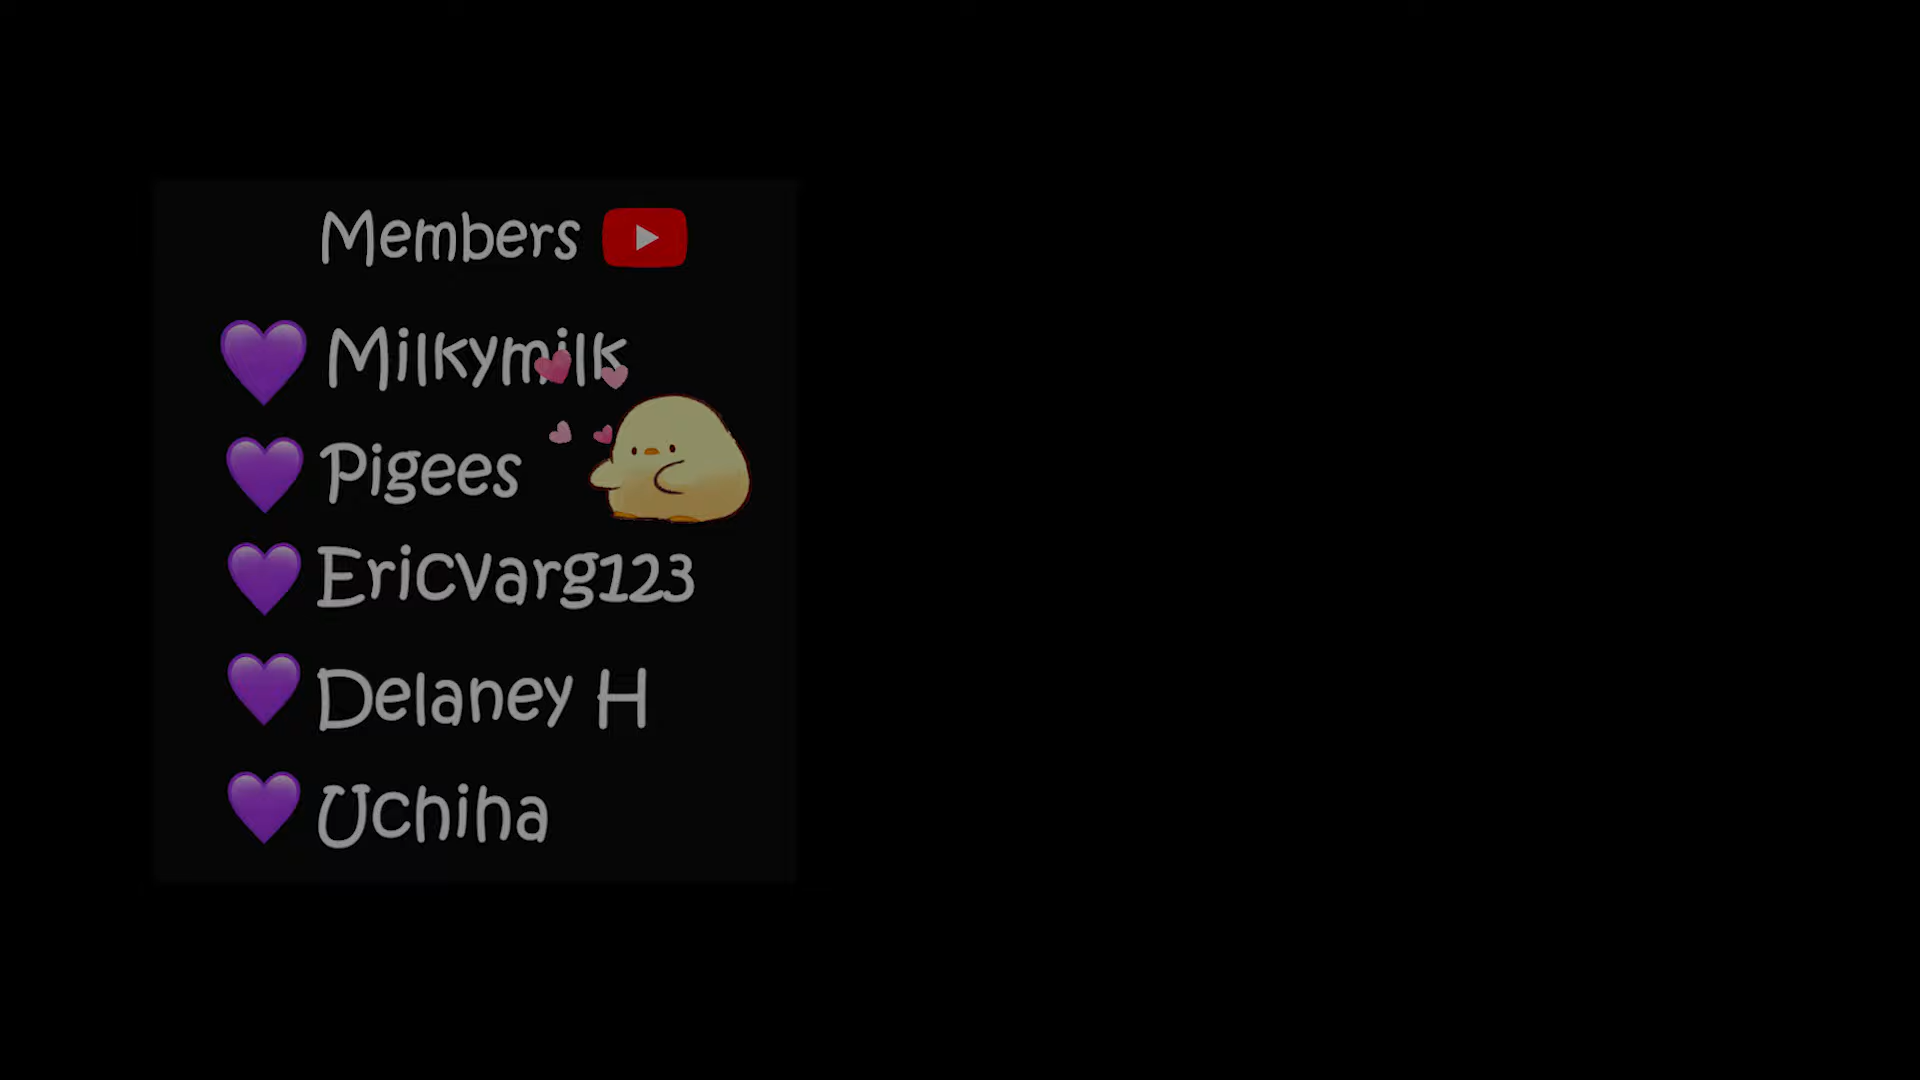 Members
Milkymilk
Pigees
Ericvarg123
Delaney H
Uchiha